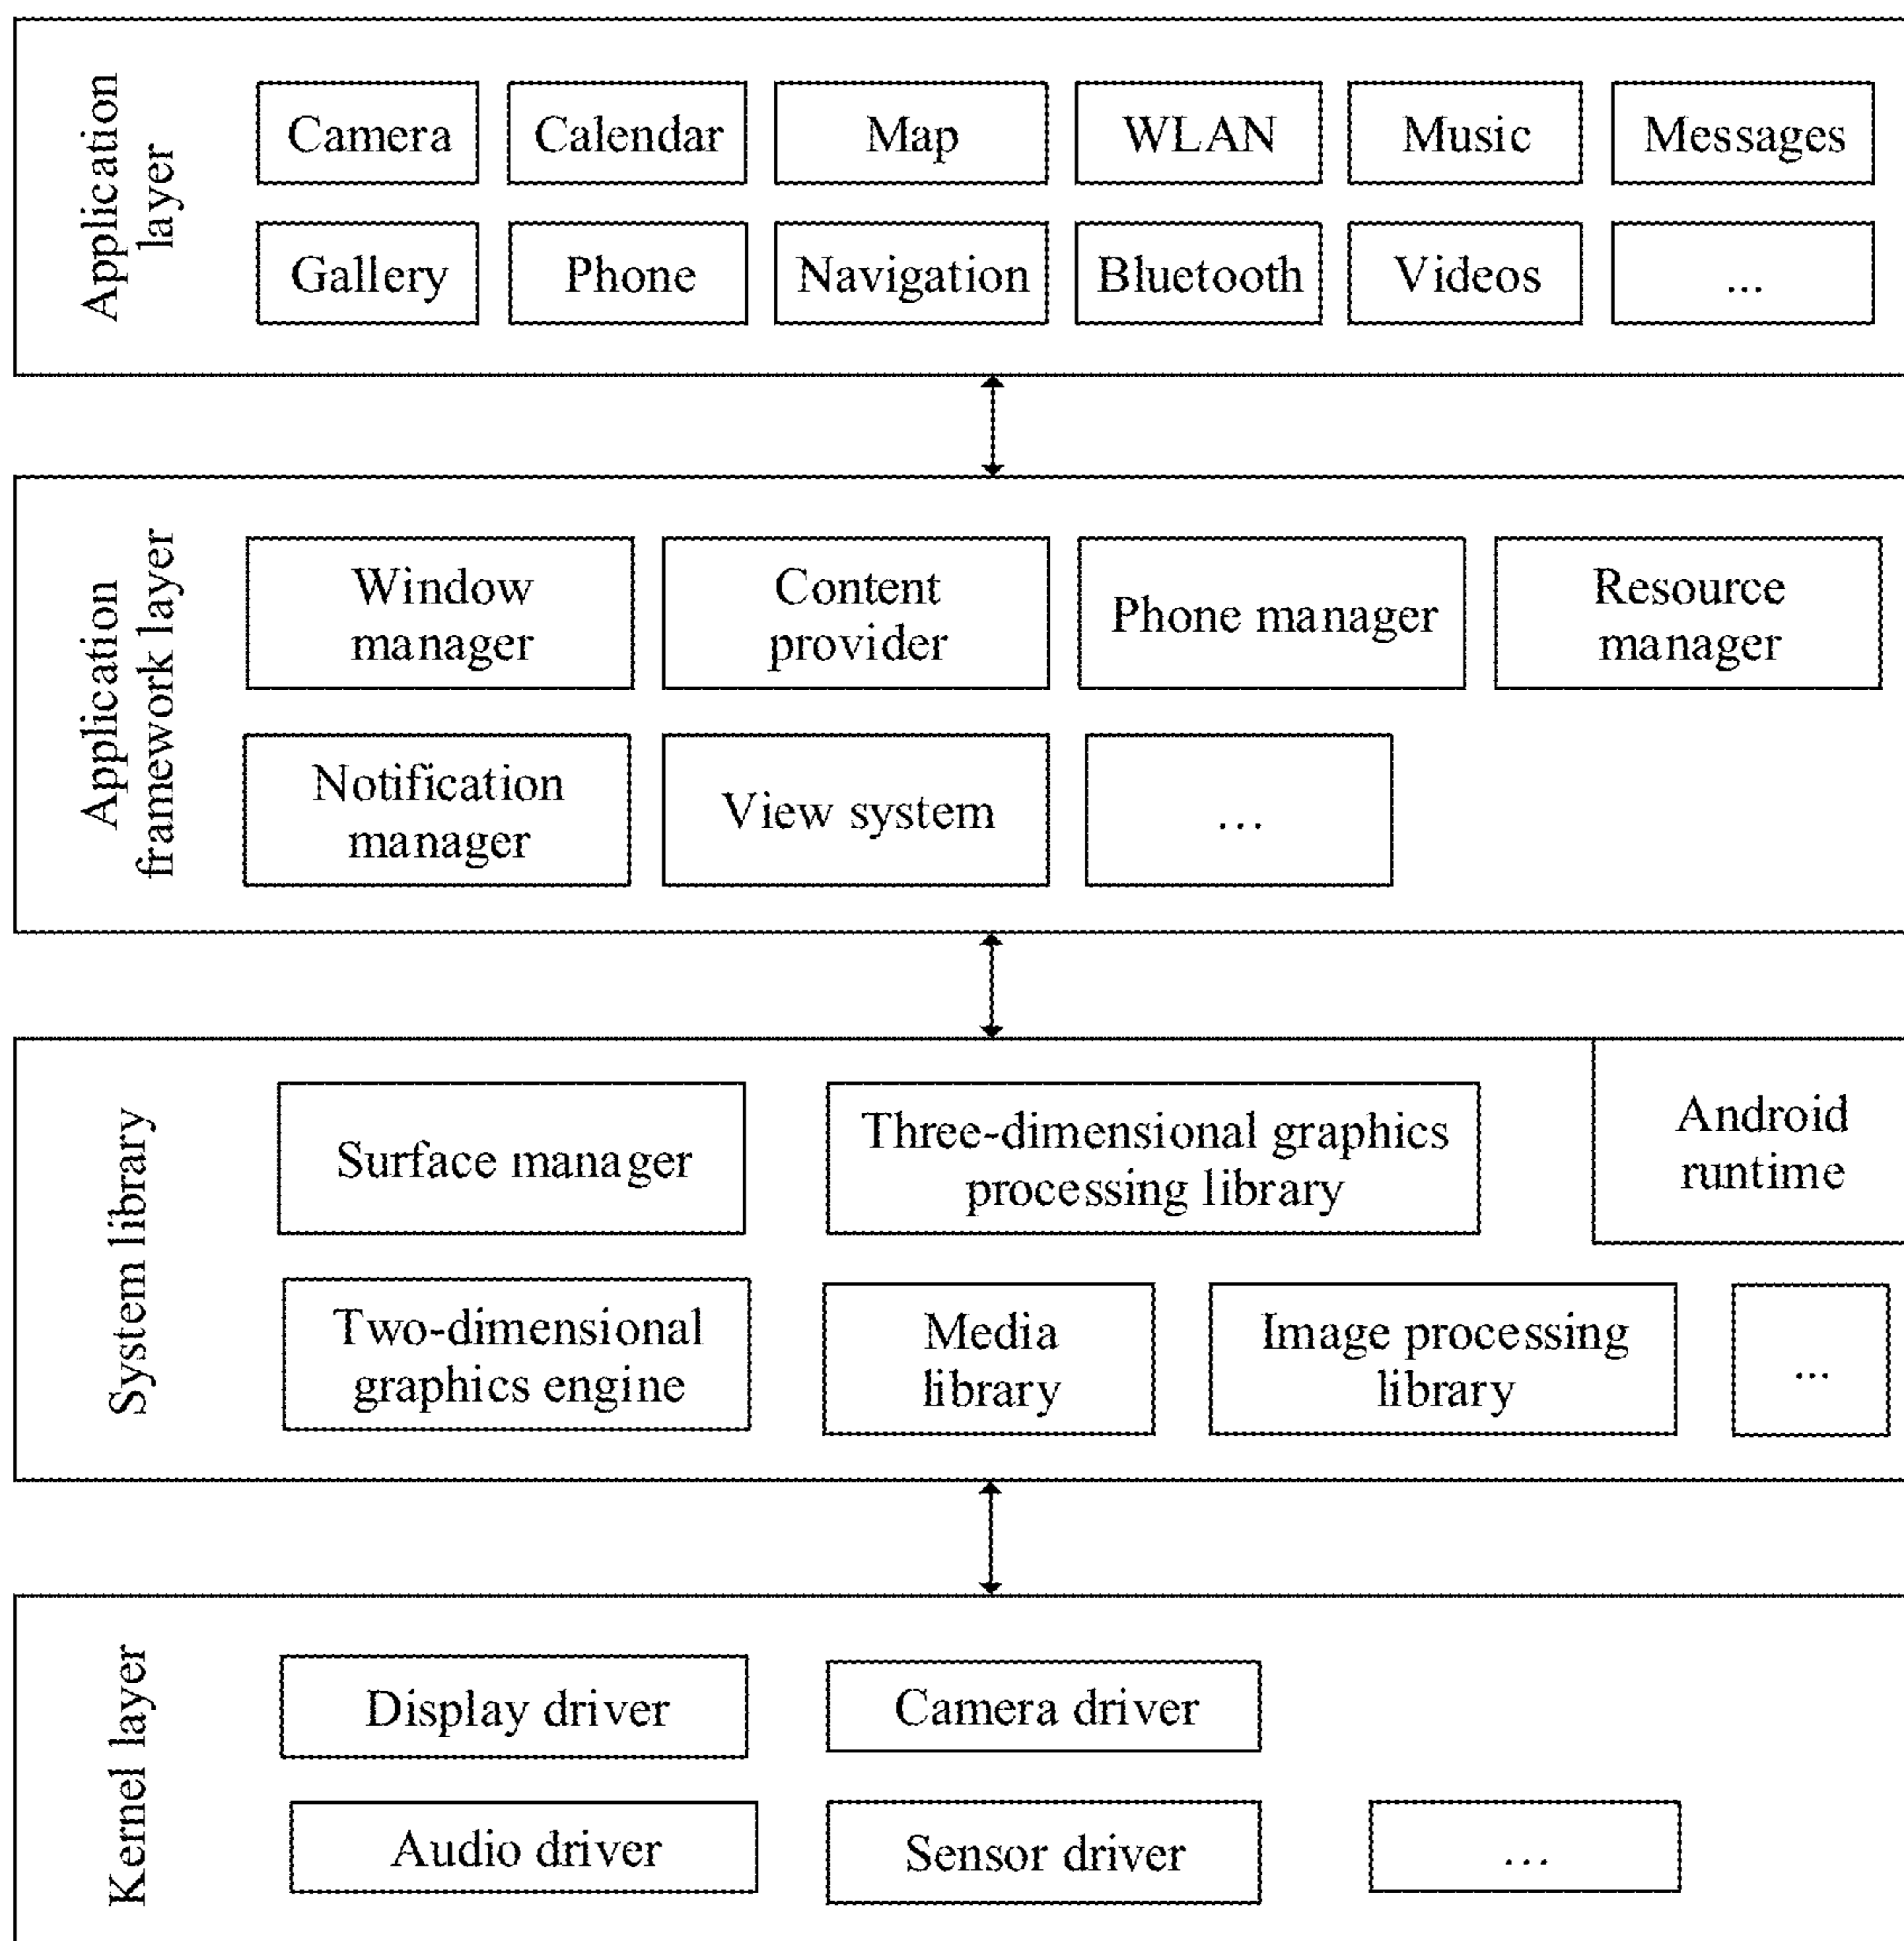 Application
layer
Camera
Calendar
Map
WLAN
Music
Messages
Gallery
Phone
Navigation
Bluetooth
Videos
...
Application
framework layer
Window
manager
Content
provider
Phone manager
Resource
manager
Notification
manager
View system
...
System library
Surface manager
Three-dimensional graphics
processing library
Android
runtime
Two-dimensional
graphics engine
Media
library
Image processing
library
...
Kernel layer
Display driver
Camera driver
Audio driver
Sensor driver
...